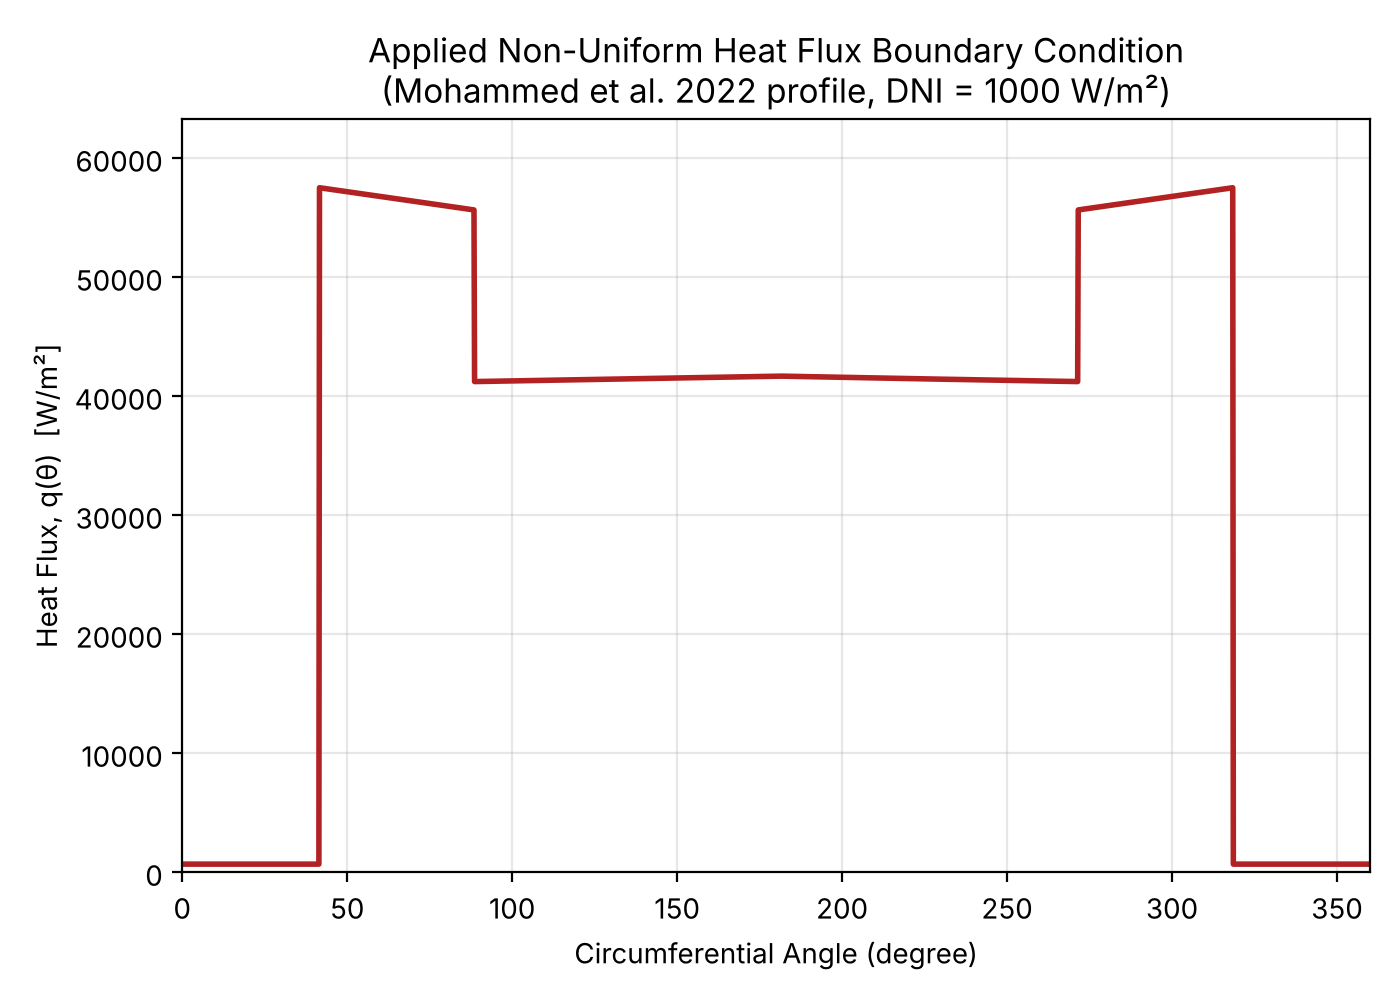 Applied Non-Uniform Heat Flux Boundary Condition
(Mohammed et al. 2022 profile, DNI = 1000 W/m²)
Heat Flux, q(θ) [W/m²]
60000
50000
40000
30000
20000
10000
0
0 50 100 150 200 250 300 350
Circumferential Angle (degree)